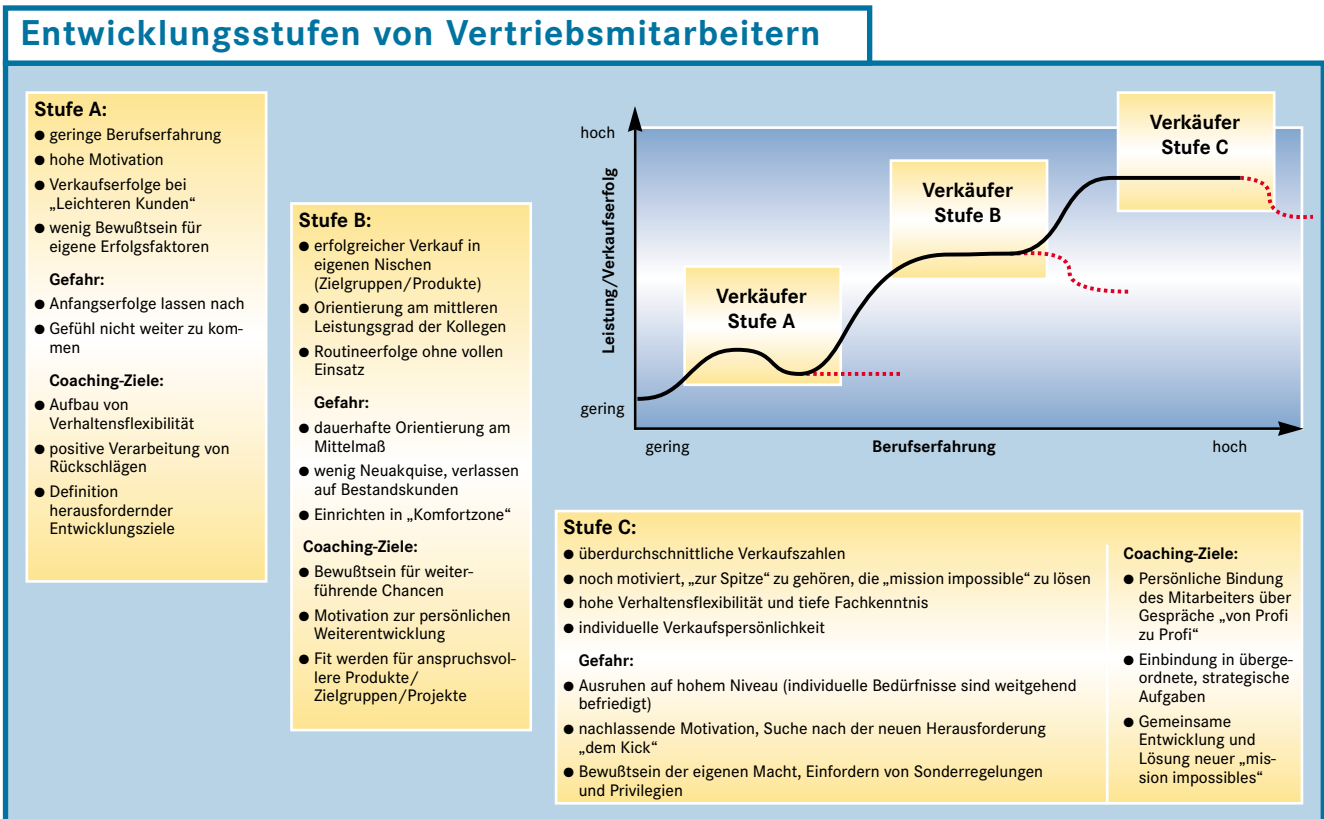 Entwicklungsstufen von Vertriebsmitarbeitern
Stufe A:
● geringe Berufserfahrung
● hohe Motivation
● Verkaufserfolge bei
„Leichteren Kunden“
● wenig Bewußtsein für
eigene Erfolgsfaktoren
Gefahr:
● Anfangserfolge lassen nach
● Gefühl nicht weiter zu kom-
men
Coaching-Ziele:
● Aufbau von
Verhaltensflexibilität
● positive Verarbeitung von
Rückschlägen
● Definition
herausfordernder
Entwicklungsziele
Stufe B:
● erfolgreicher Verkauf in
eigenen Nischen
(Zielgruppen/Produkte)
● Orientierung am mittleren
Leistungsgrad der Kollegen
● Routineerfolge ohne vollen
Einsatz
Gefahr:
● dauerhafte Orientierung am
Mittelmaß
● wenig Neuakquise, verlassen
auf Bestandskunden
● Einrichten in „Komfortzone“
Coaching-Ziele:
● Bewußtsein für weiter-
führende Chancen
● Motivation zur persönlichen
Weiterentwicklung
● Fit werden für anspruchsvol-
lere Produkte/
Zielgruppen/Projekte
hoch
Leistung/Verkaufserfolg
gering
Verkäufer
Stufe A
Verkäufer
Stufe B
Verkäufer
Stufe C
gering
Berufserfahrung
hoch
Stufe C:
● überdurchschnittliche Verkaufszahlen
● noch motiviert, „zur Spitze“ zu gehören, die „mission impossible“ zu lösen
● hohe Verhaltensflexibilität und tiefe Fachkenntnis
● individuelle Verkaufspersönlichkeit
Gefahr:
● Ausruhen auf hohem Niveau (individuelle Bedürfnisse sind weitgehend
befriedigt)
● nachlassende Motivation, Suche nach der neuen Herausforderung
„dem Kick“
● Bewußtsein der eigenen Macht, Einfordern von Sonderregelungen
und Privilegien
Coaching-Ziele:
● Persönliche Bindung
des Mitarbeiters über
Gespräche „von Profi
zu Profi“
● Einbindung in überge-
ordnete, strategische
Aufgaben
● Gemeinsame
Entwicklung und
Lösung neuer „mis-
sion impossibles“